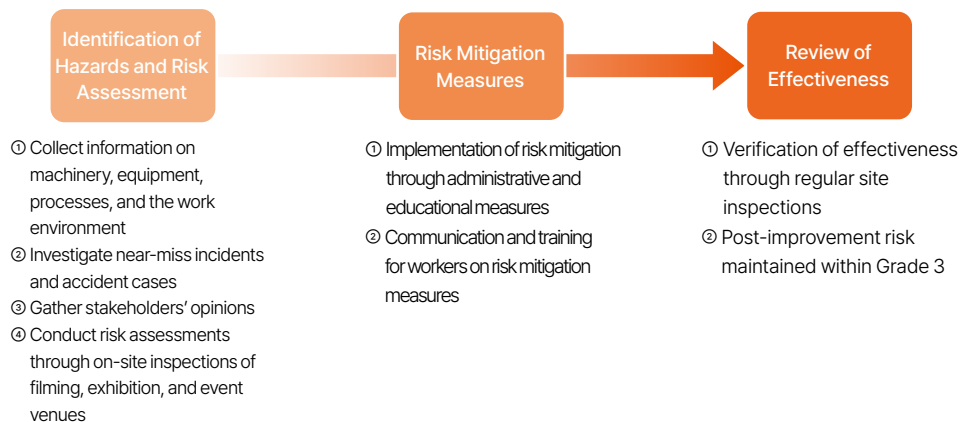 Identification of
Hazards and Risk
Assessment
① Collect information on
machinery, equipment,
processes, and the work
environment
② Investigate near-miss incidents
and accident cases
③ Gather stakeholders’ opinions
④ Conduct risk assessments
through on-site inspections of
filming, exhibition, and event
venues
Risk Mitigation
Measures
① Implementation of risk mitigation
through administrative and
educational measures
② Communication and training
for workers on risk mitigation
measures
Review of
Effectiveness
① Verification of effectiveness
through regular site
inspections
② Post-improvement risk
maintained within Grade 3